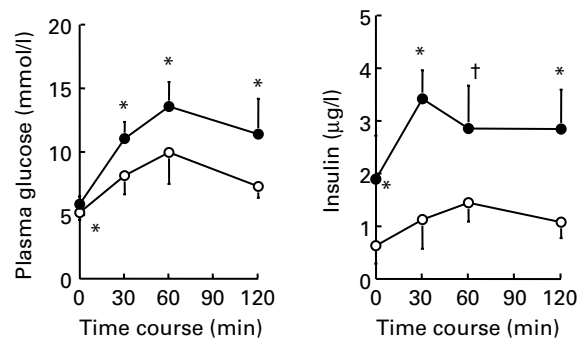 Plasma glucose (mmol/l)
20
15
10
5
0
* * * *
*
0 30 60 90 120
Time course (min)
Insulin (μg/l)
5
4
3
2
1
0
* † *
*
0 30 60 90 120
Time course (min)